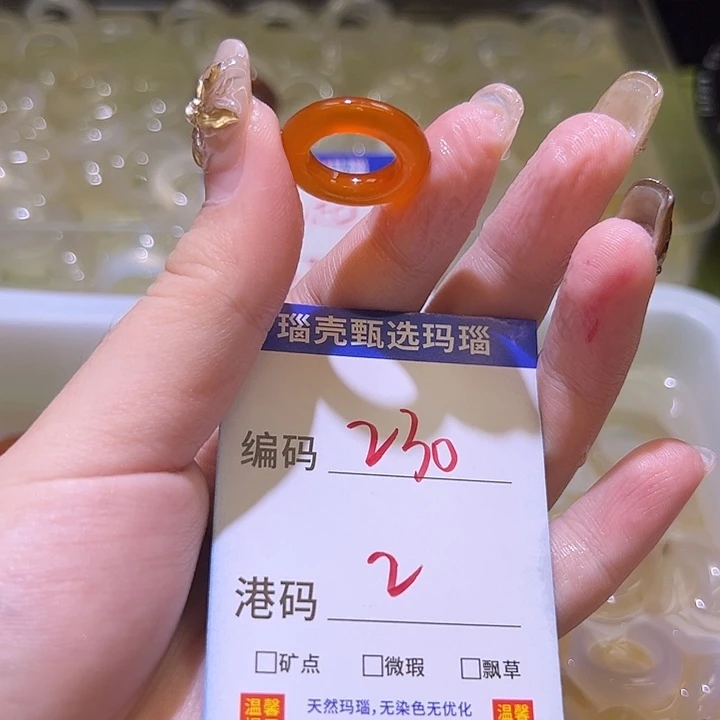 瑙壳甄选玛瑙
编码 230
港码 2
□矿点 □微瑕 □飘草
温馨 天然玛瑙，无染色无优化 温馨